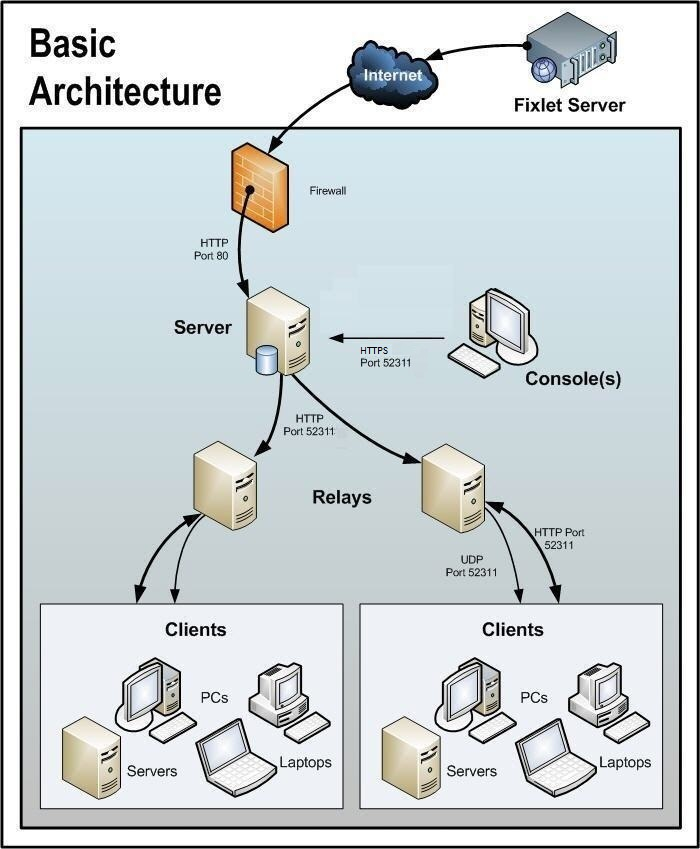 Basic
Architecture
Internet
Fixlet Server
Firewall
HTTP
Port 80
Server
HTTPS
Port 52311
Console(s)
HTTP
Port 52311
Relays
HTTP Port
52311
UDP
Port 52311
Clients
PCs
Servers
Laptops
Clients
PCs
Servers
Laptops